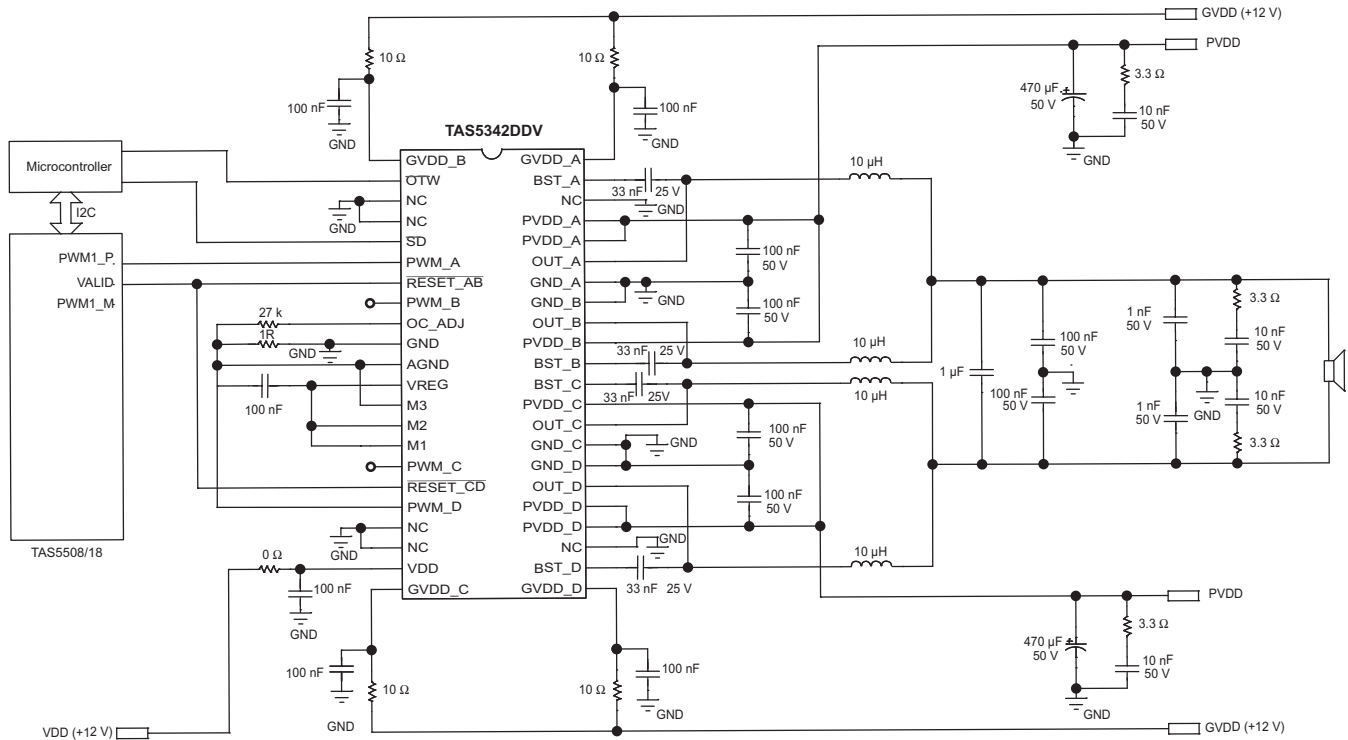 GVDD (+12 V)
PVDD
10 Ω
10 Ω
3.3 Ω
470 µF
50 V
10 nF
50 V
100 nF
GND
100 nF
GND
GND
TAS5342DDV
Microcontroller
I2C
PWM1_P
VALID
PWM1_M
TAS5508/18
GVDD_B
OTW
NC
NC
SD
PWM_A
RESET_AB
PWM_B
OC_ADJ
GND
AGND
VREG
M3
M2
M1
PWM_C
RESET_CD
PWM_D
NC
NC
VDD
GVDD_C
GVDD_A
BST_A
NC
PVDD_A
PVDD_A
OUT_A
GND_A
GND_B
OUT_B
PVDD_B
BST_B
BST_C
PVDD_C
OUT_C
GND_C
GND_D
OUT_D
PVDD_D
PVDD_D
NC
BST_D
GVDD_D
GND
27 k
1R
GND
100 nF
GND
0 Ω
100 nF
GND
33 nF 25 V
GND
100 nF
50 V
GND
100 nF
50 V
33 nF 25 V
33 nF 25V
100 nF
50 V
GND
100 nF
50 V
GND
33 nF 25 V
10 µH
10 µH
10 µH
10 µH
1 µF
100 nF
50 V
100 nF
50 V
1 nF
50 V
1 nF
50 V
GND
3.3 Ω
10 nF
50 V
10 nF
50 V
3.3 Ω
PVDD
3.3 Ω
470 µF
50 V
10 nF
50 V
GND
100 nF
10 Ω
GND
100 nF
10 Ω
GND
VDD (+12 V)
GVDD (+12 V)